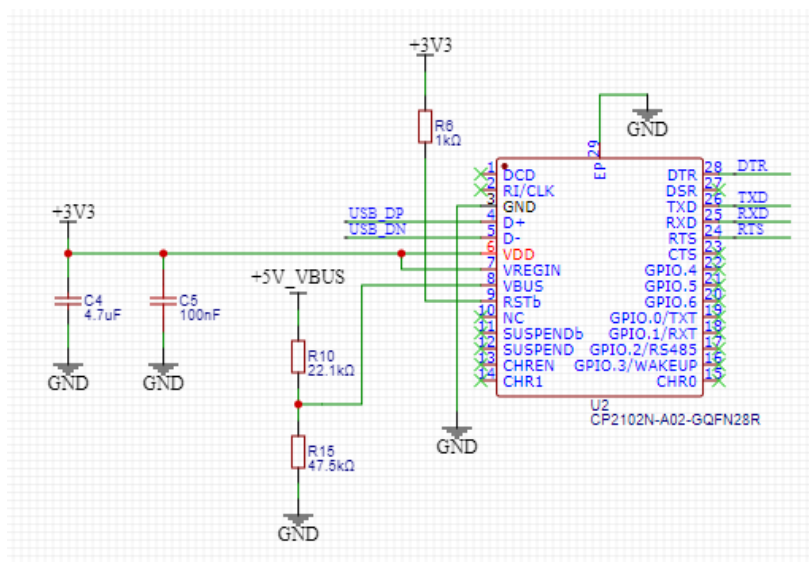 +3V3
R6
1kΩ
GND
29
EP
1 DCD
2 RI/CLK
3 GND
USB_DP 4 D+
USB_DN 5 D-
6 VDD
7 VREGIN
8 VBUS
9 RSTb
10 NC
11 SUSPENDb
12 SUSPEND
13 CHREN
14 CHR1
DTR 28 DTR
DSR 27
TXD 26 TXD
RXD 25 RXD
RTS 24 RTS
CTS 23
GPIO.4 22
GPIO.5 21
GPIO.6 20
GPIO.0/TXT 19
GPIO.1/RXT 18
GPIO.2/RS485 17
GPIO.3/WAKEUP 16
CHR0 15
U2
CP2102N-A02-GQFN28R
+3V3
C4
4.7uF
GND
C5
100nF
GND
+5V_VBUS
R10
22.1kΩ
R15
47.5kΩ
GND
GND